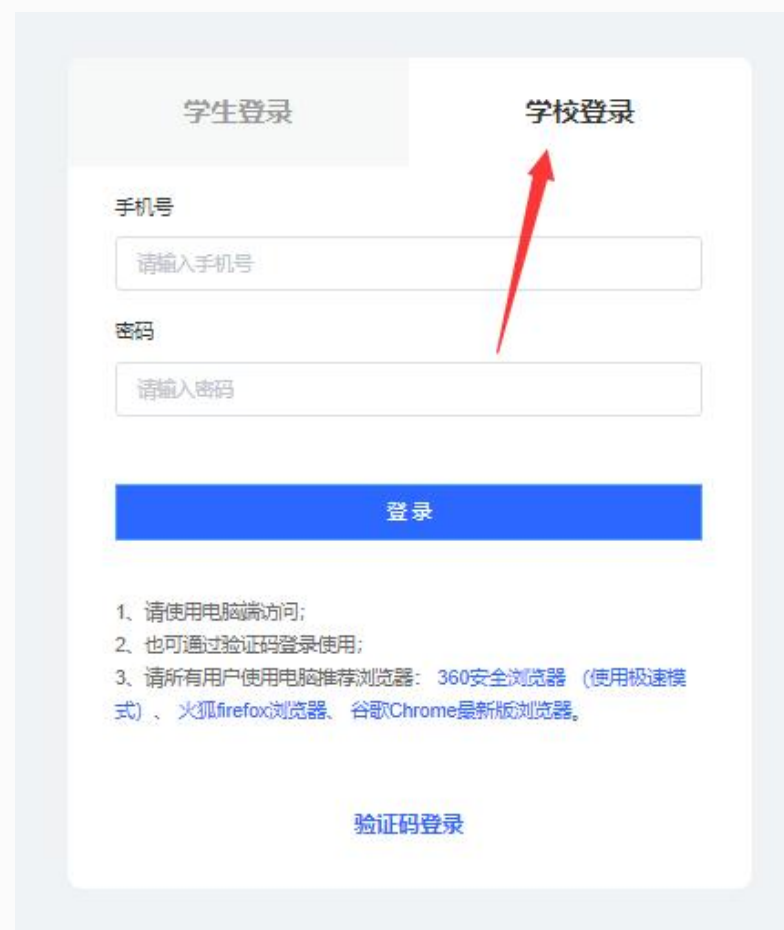 学生登录
学校登录
手机号
请输入手机号
密码
请输入密码
登录
1、请使用电脑端访问;
2、也可通过验证码登录使用;
3、请所有用户使用电脑推荐浏览器： 360安全浏览器 （使用极速模
式）、 火狐firefox浏览器、 谷歌Chrome最新版浏览器。
验证码登录